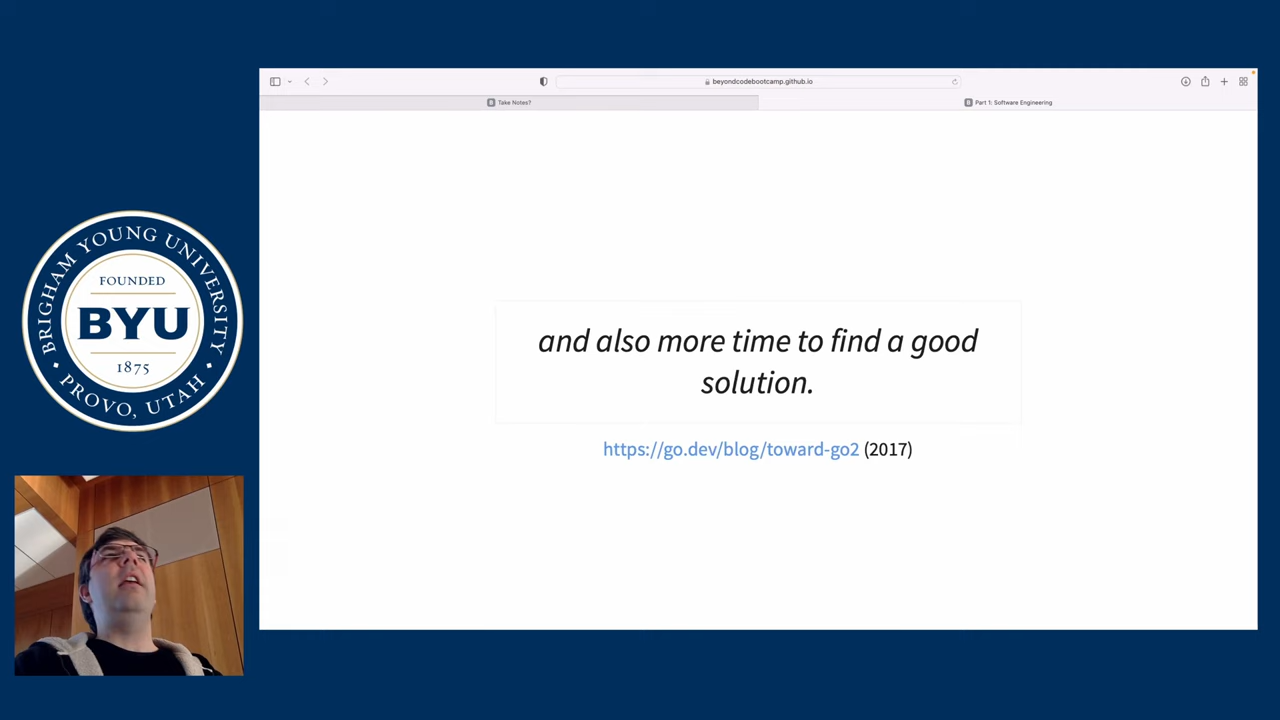 beyondcodebootcamp.github.io
Take Notes?
Part 1: Software Engineering
BRIGHAM YOUNG UNIVERSITY
FOUNDED
BYU
1875
PROVO, UTAH
and also more time to find a good
solution.
https://go.dev/blog/toward-go2 (2017)